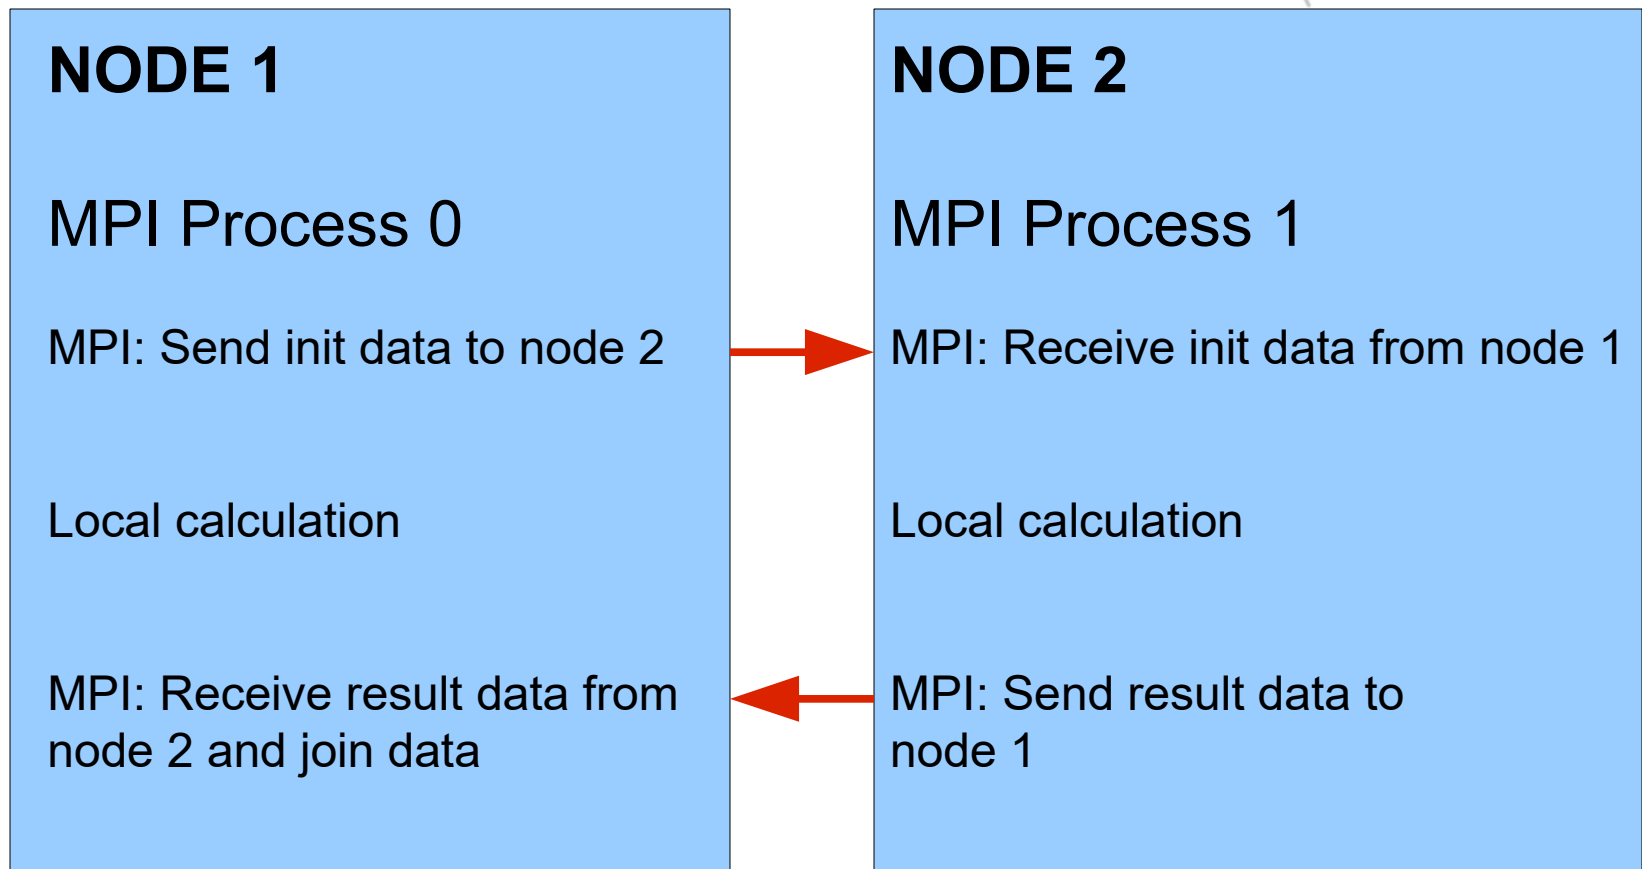 NODE 1
MPI Process 0
MPI: Send init data to node 2
Local calculation
MPI: Receive result data from
node 2 and join data
NODE 2
MPI Process 1
MPI: Receive init data from node 1
Local calculation
MPI: Send result data to
node 1